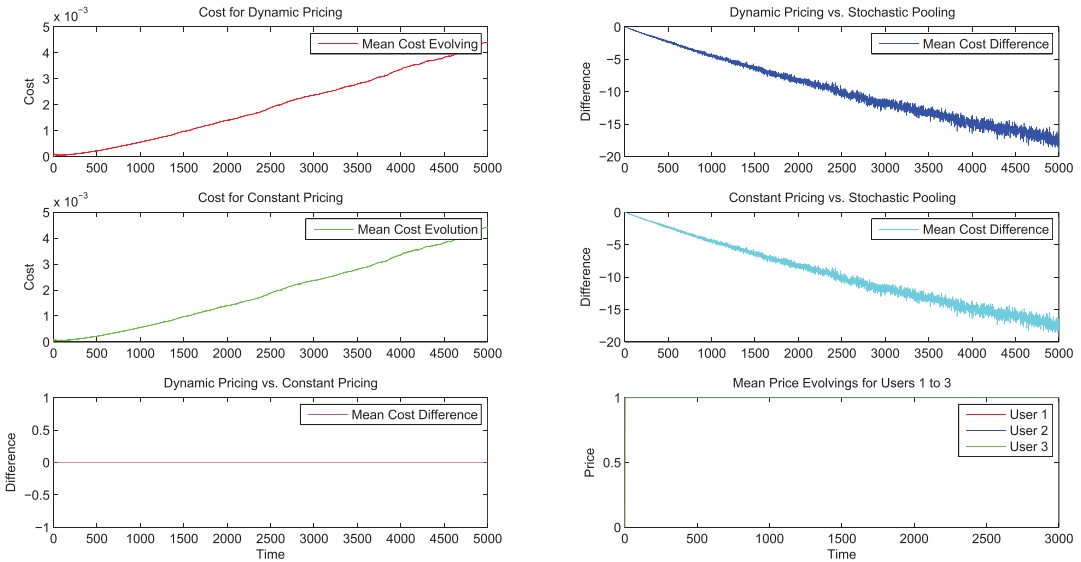 Cost for Dynamic Pricing
x 10⁻³
5
4
3
2
1
0
Cost
Mean Cost Evolving
0 500 1000 1500 2000 2500 3000 3500 4000 4500 5000
Dynamic Pricing vs. Stochastic Pooling
0
−5
−10
−15
−20
Difference
Mean Cost Difference
0 500 1000 1500 2000 2500 3000 3500 4000 4500 5000
Cost for Constant Pricing
x 10⁻³
5
4
3
2
1
0
Cost
Mean Cost Evolution
0 500 1000 1500 2000 2500 3000 3500 4000 4500 5000
Constant Pricing vs. Stochastic Pooling
0
−5
−10
−15
−20
Difference
Mean Cost Difference
0 500 1000 1500 2000 2500 3000 3500 4000 4500 5000
Dynamic Pricing vs. Constant Pricing
1
0.5
0
−0.5
−1
Difference
Mean Cost Difference
0 500 1000 1500 2000 2500 3000 3500 4000 4500 5000
Time
Mean Price Evolvings for Users 1 to 3
1
0.5
0
Price
User 1
User 2
User 3
0 500 1000 1500 2000 2500 3000
Time